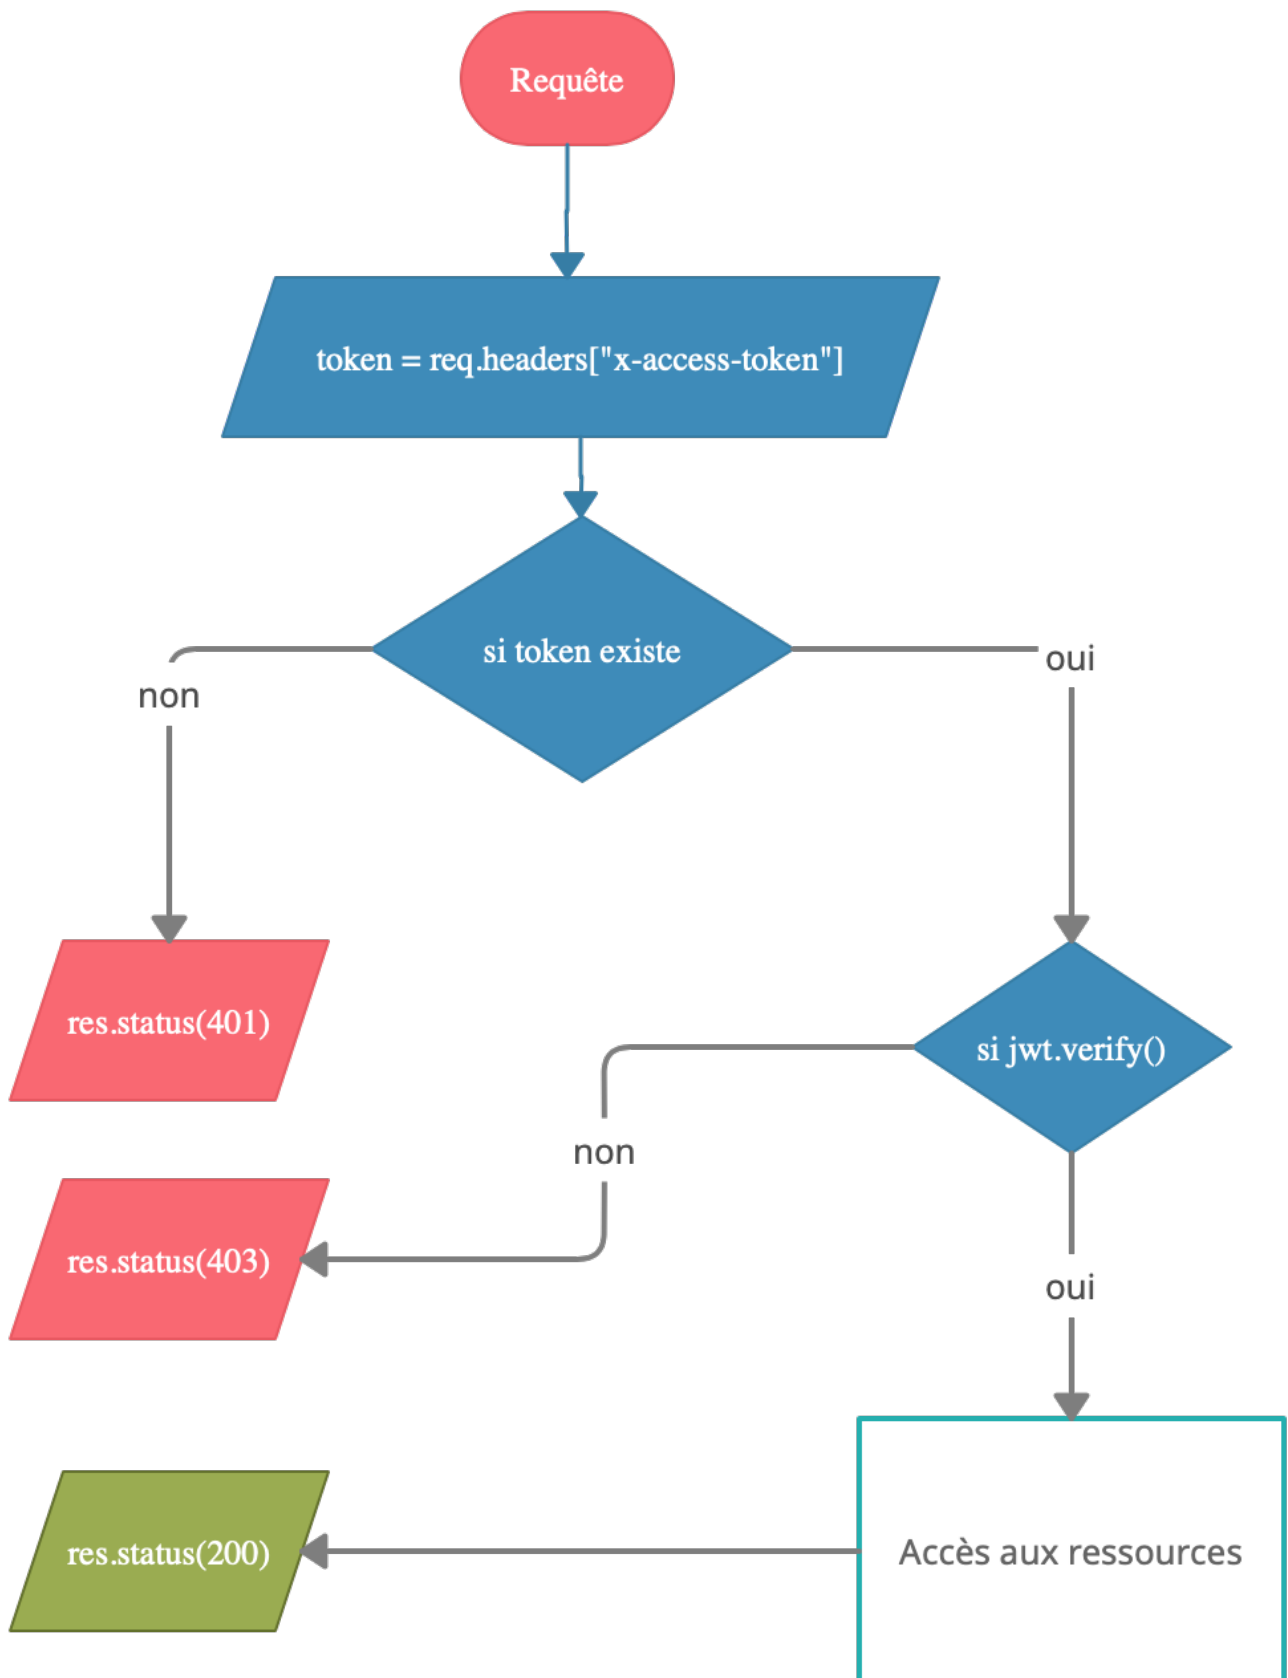 Requête
token = req.headers["x-access-token"]
si token existe
non
oui
res.status(401)
si jwt.verify()
non
res.status(403)
oui
res.status(200)
Accès aux ressources